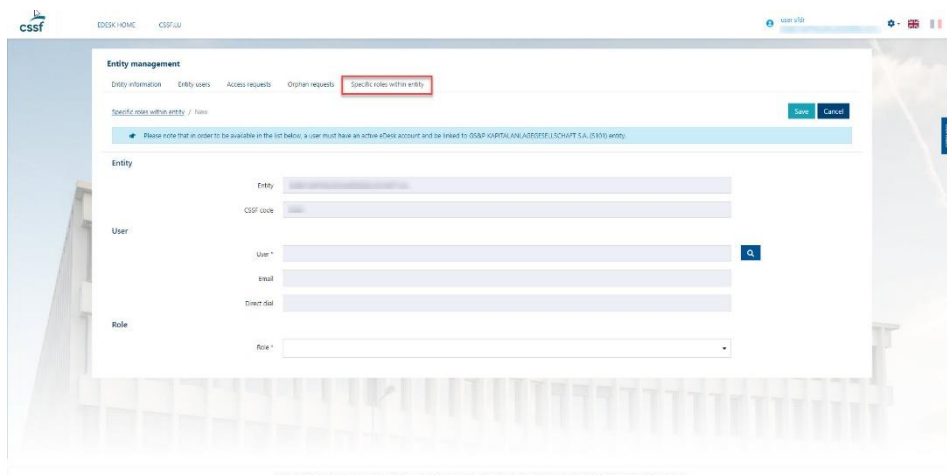 cssf
EDESK HOME CSSF.LU
Entity management
Entity information Entity users Access requests Orphan requests Specific roles within entity
Specific roles within entity / New
Save Cancel
Please note that in order to be available in the list below, a user must have an active eDesk account and be linked to GS&P KAPITALANLAGEGESELLSCHAFT S.A. entity.
Entity
Entity
CSSF code
User
User *
Email
Direct dial
Role
Role *